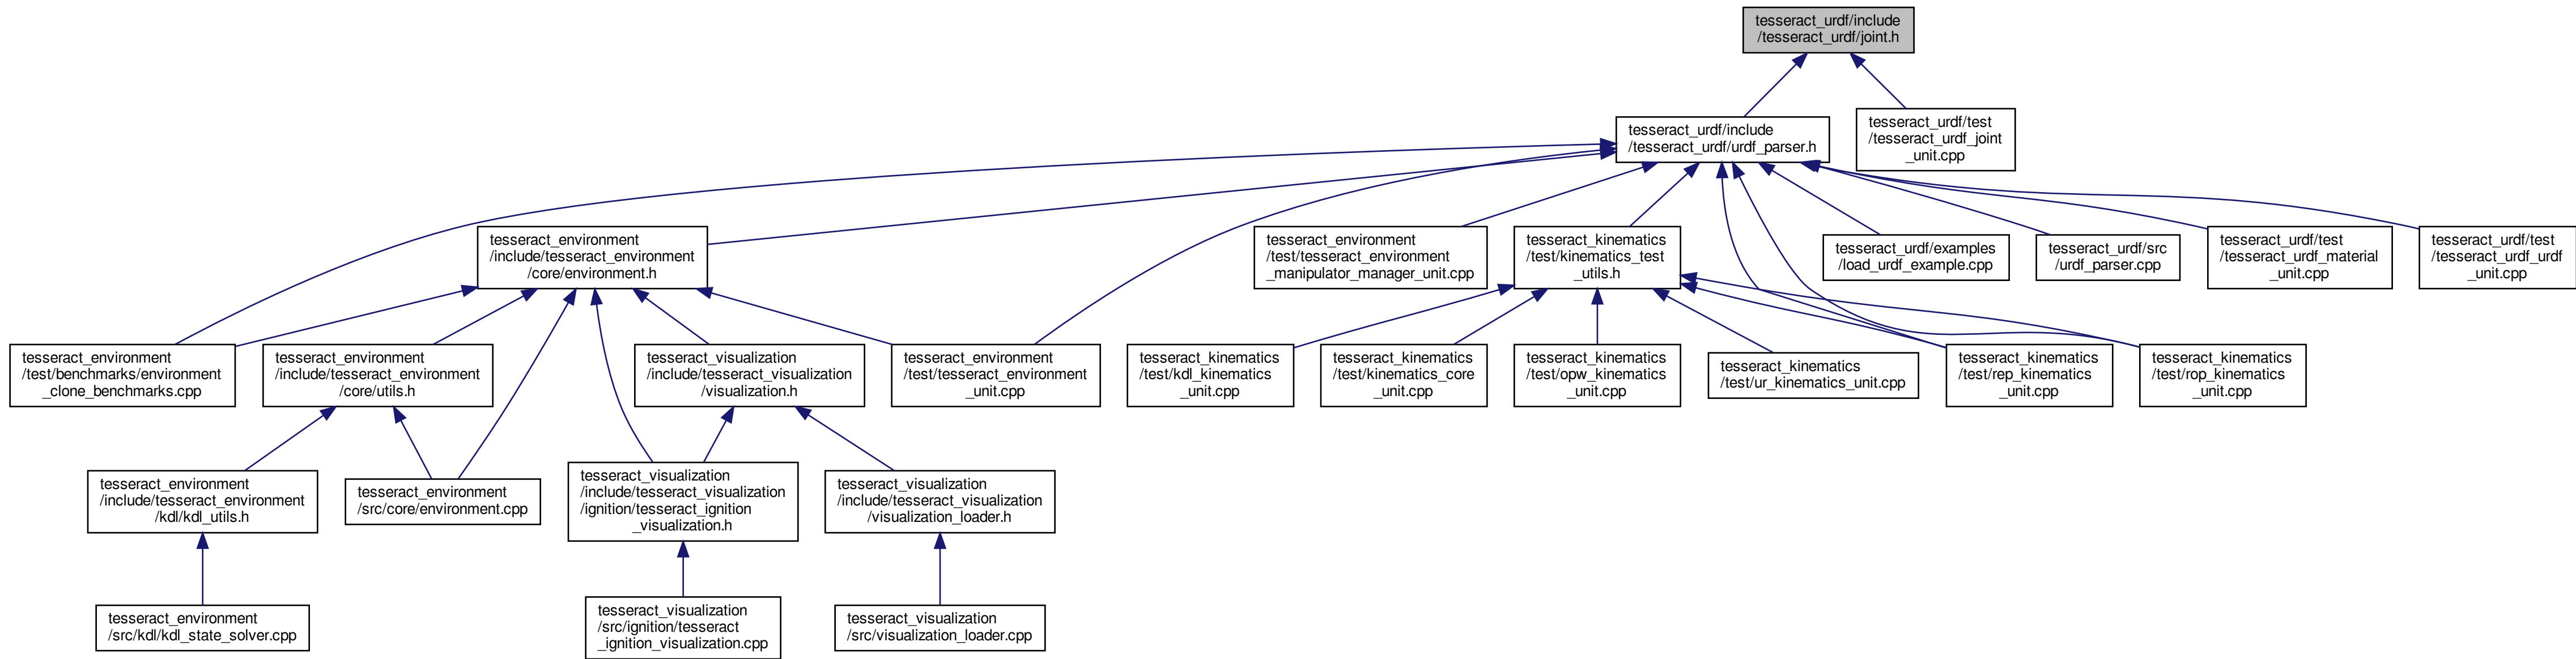 tesseract_urdf/include
/tesseract_urdf/joint.h
tesseract_urdf/include
/tesseract_urdf/urdf_parser.h
tesseract_urdf/test
/tesseract_urdf_joint
_unit.cpp
tesseract_environment
/include/tesseract_environment
/core/environment.h
tesseract_environment
/test/tesseract_environment
_manipulator_manager_unit.cpp
tesseract_kinematics
/test/kinematics_test
_utils.h
tesseract_urdf/examples
/load_urdf_example.cpp
tesseract_urdf/src
/urdf_parser.cpp
tesseract_urdf/test
/tesseract_urdf_material
_unit.cpp
tesseract_urdf/test
/tesseract_urdf_urdf
_unit.cpp
tesseract_environment
/test/benchmarks/environment
_clone_benchmarks.cpp
tesseract_environment
/include/tesseract_environment
/core/utils.h
tesseract_visualization
/include/tesseract_visualization
/visualization.h
tesseract_environment
/test/tesseract_environment
_unit.cpp
tesseract_kinematics
/test/kdl_kinematics
_unit.cpp
tesseract_kinematics
/test/kinematics_core
_unit.cpp
tesseract_kinematics
/test/opw_kinematics
_unit.cpp
tesseract_kinematics
/test/ur_kinematics_unit.cpp
tesseract_kinematics
/test/rep_kinematics
_unit.cpp
tesseract_kinematics
/test/rop_kinematics
_unit.cpp
tesseract_environment
/include/tesseract_environment
/kdl/kdl_utils.h
tesseract_environment
/src/core/environment.cpp
tesseract_visualization
/include/tesseract_visualization
/ignition/tesseract_ignition
_visualization.h
tesseract_visualization
/include/tesseract_visualization
/visualization_loader.h
tesseract_environment
/src/kdl/kdl_state_solver.cpp
tesseract_visualization
/src/ignition/tesseract
_ignition_visualization.cpp
tesseract_visualization
/src/visualization_loader.cpp